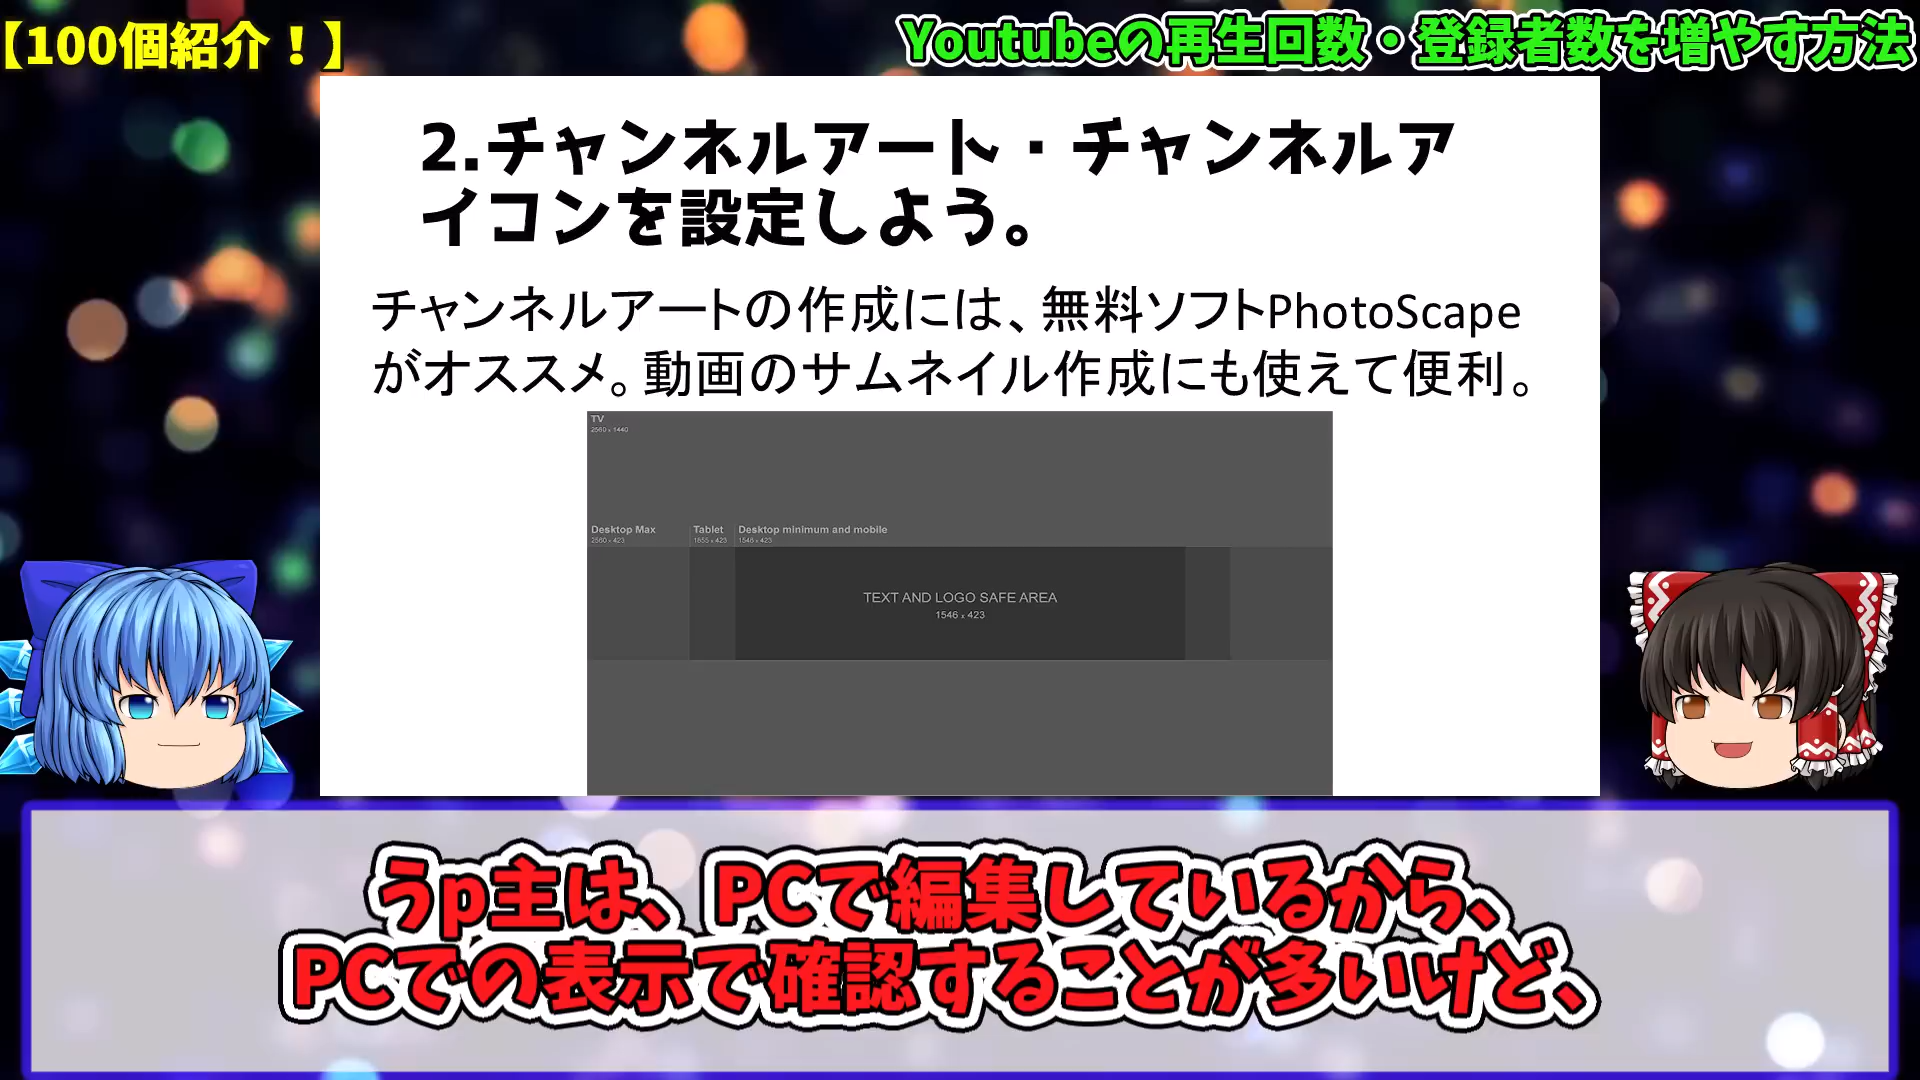 【100個紹介！】
Youtubeの再生回数・登録者数を増やす方法
2.チャンネルアート・チャンネルア
イコンを設定しよう。
チャンネルアートの作成には、無料ソフトPhotoScape
がオススメ。動画のサムネイル作成にも使えて便利。
TV
2560 x 1440
Desktop Max
2560 x 423
Tablet
1855 x 423
Desktop minimum and mobile
1546 x 423
TEXT AND LOGO SAFE AREA
1546 x 423
うp主は、PCで編集しているから、
PCでの表示で確認することが多いけど、